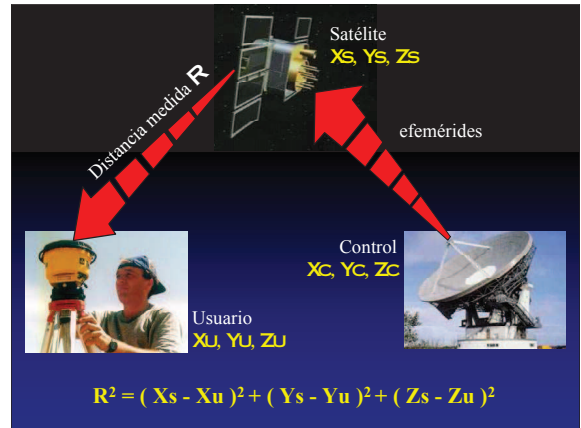 Satélite
Xs, Ys, Zs
Distancia medida R
efemérides
Control
Xc, Yc, Zc
Usuario
Xu, Yu, Zu
R² = ( Xs - Xu )² + ( Ys - Yu )² + ( Zs - Zu )²